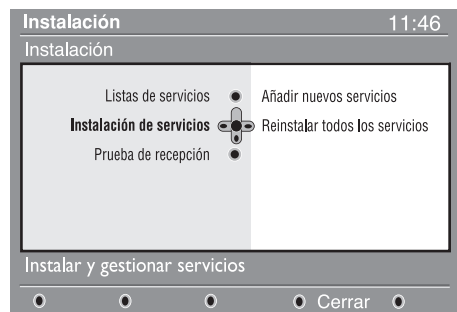 Instalación 11:46
Instalación
Listas de servicios Añadir nuevos servicios
Instalación de servicios Reinstalar todos los servicios
Prueba de recepción
Instalar y gestionar servicios
Cerrar